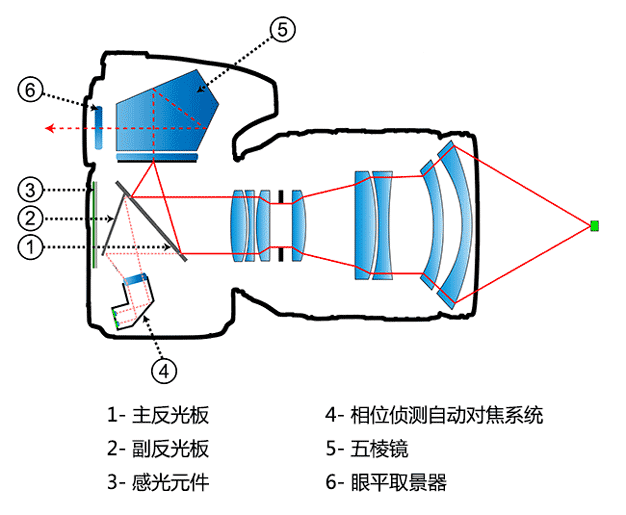 ⑤
⑥
③
②
①
④
1- 主反光板
2- 副反光板
3- 感光元件
4- 相位侦测自动对焦系统
5- 五棱镜
6- 眼平取景器